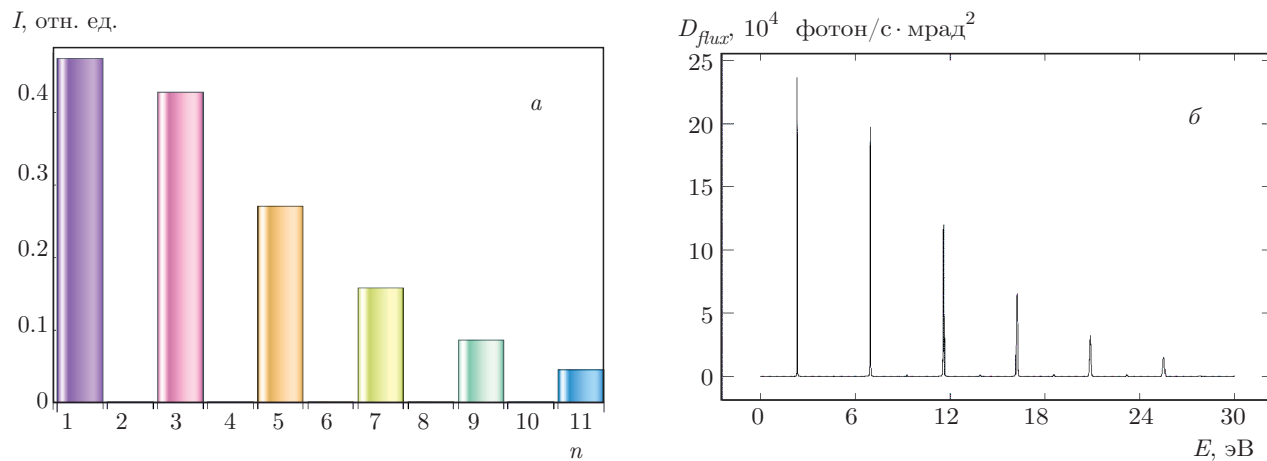 I, отн. ед.
0.4
0.3
0.2
0.1
0
а
1 2 3 4 5 6 7 8 9 10 11
n
D_flux, 10^4 фотон/с · мрад^2
25
20
15
10
5
0
б
0 6 12 18 24 30
E, эВ